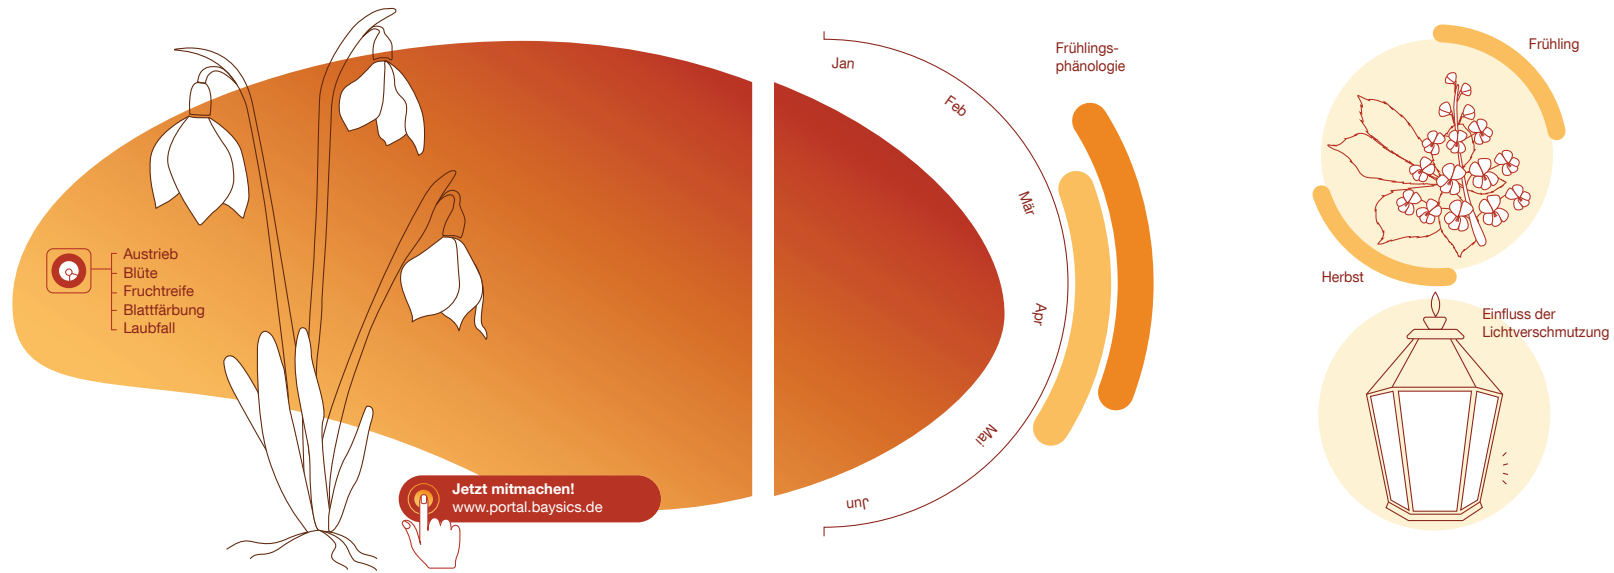 Austrieb
Blüte
Fruchtreife
Blattfärbung
Laubfall
Jetzt mitmachen!
www.portal.baysics.de
Jan
Feb
Mär
Apr
Mai
Jun
Frühlings-
phänologie
Frühling
Herbst
Einfluss der
Lichtverschmutzung